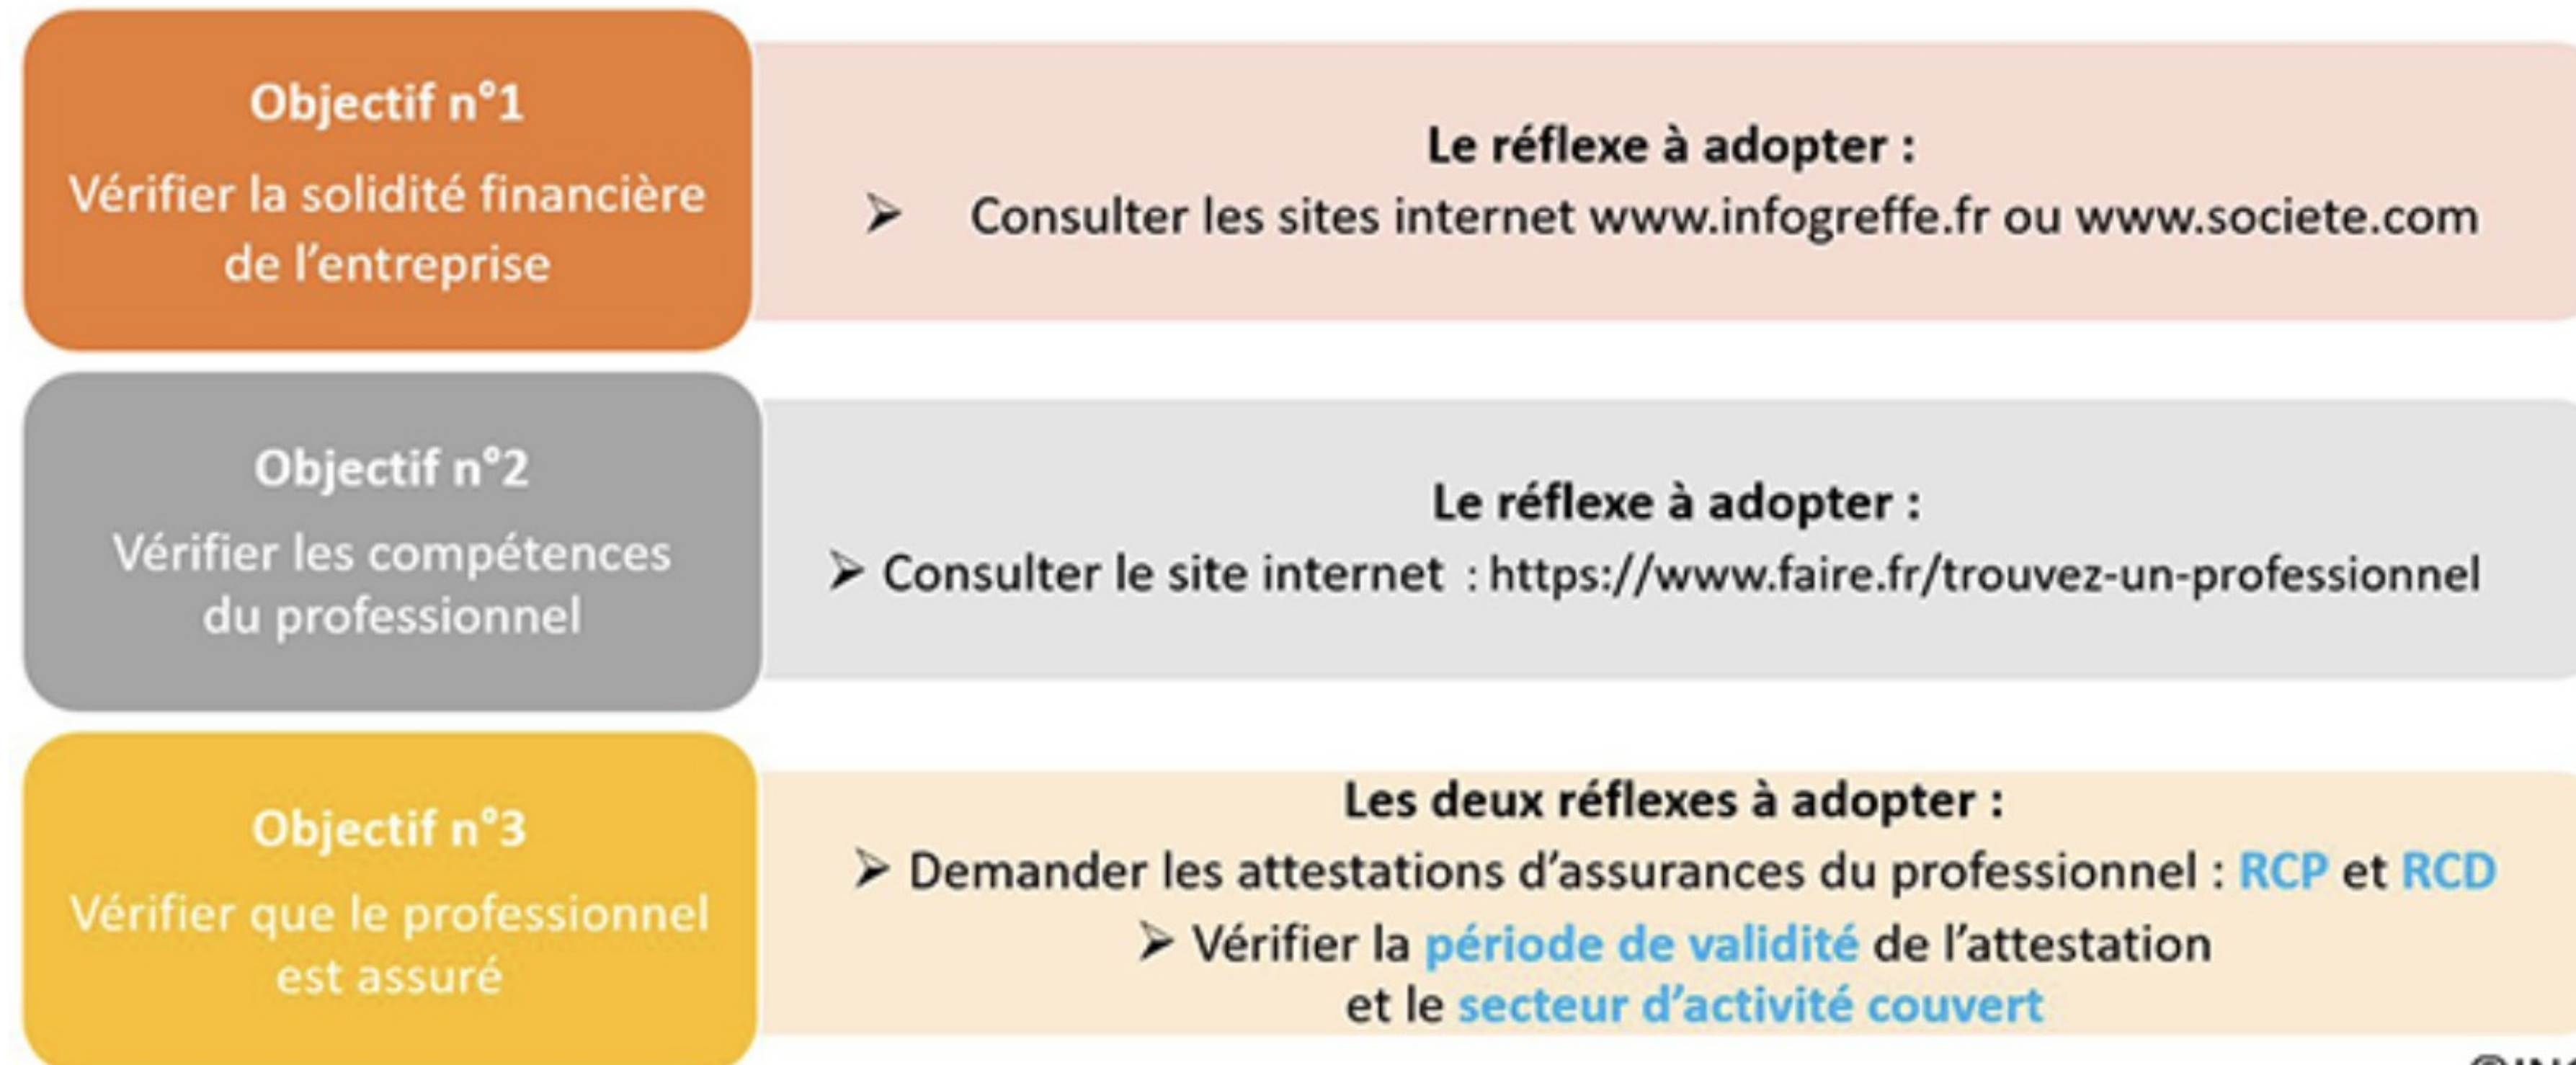 Objectif n°1
Vérifier la solidité financière
de l'entreprise
Le réflexe à adopter :
➢ Consulter les sites internet www.infogreffe.fr ou www.societe.com
Objectif n°2
Vérifier les compétences
du professionnel
Le réflexe à adopter :
➢ Consulter le site internet : https://www.faire.fr/trouvez-un-professionnel
Objectif n°3
Vérifier que le professionnel
est assuré
Les deux réflexes à adopter :
➢ Demander les attestations d'assurances du professionnel : RCP et RCD
➢ Vérifier la période de validité de l'attestation
et le secteur d'activité couvert